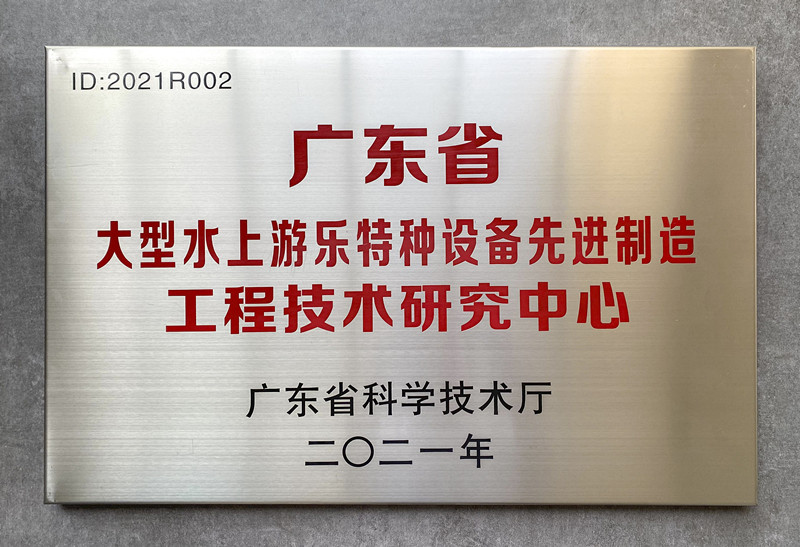 ID:2021R002
广东省
大型水上游乐特种设备先进制造
工程技术研究中心
广东省科学技术厅
二〇二一年